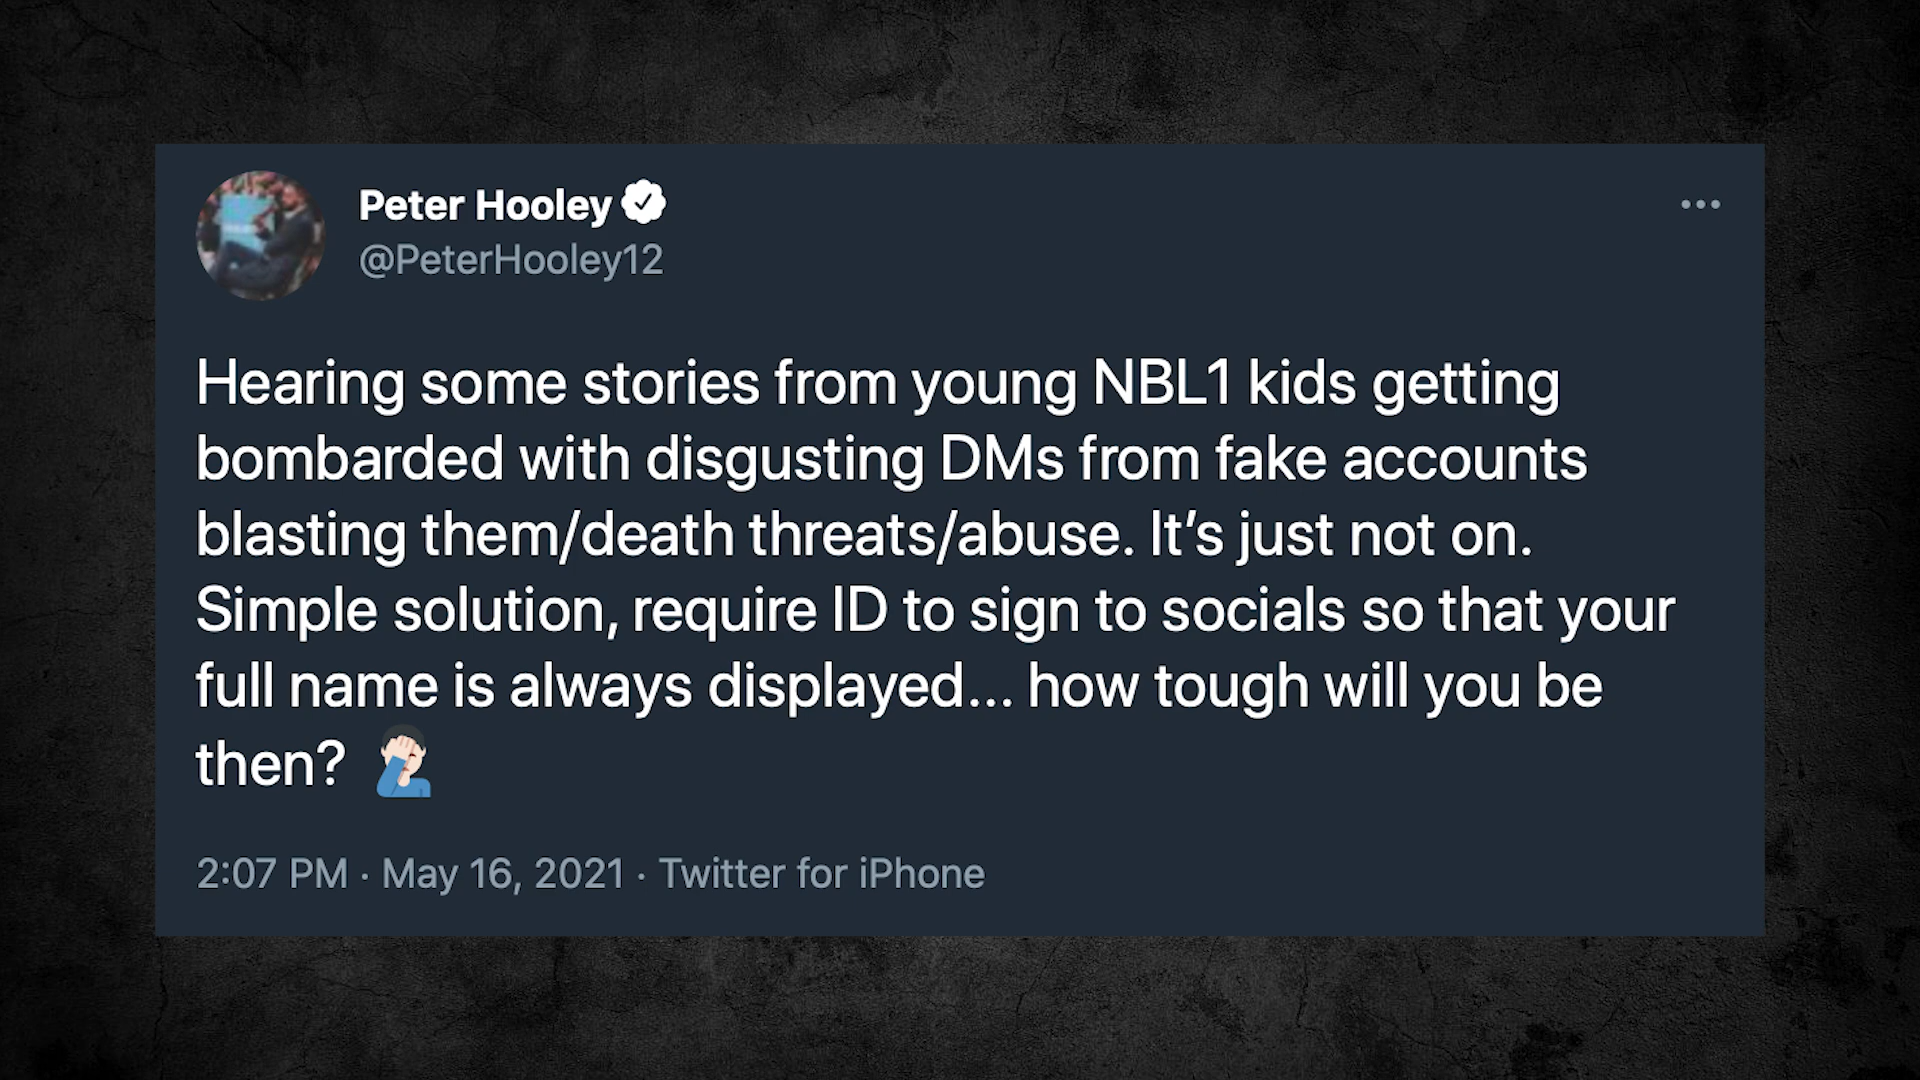 Peter Hooley
@PeterHooley12
Hearing some stories from young NBL1 kids getting
bombarded with disgusting DMs from fake accounts
blasting them/death threats/abuse. It’s just not on.
Simple solution, require ID to sign to socials so that your
full name is always displayed... how tough will you be
then? 🤦🏻‍♂️
2:07 PM · May 16, 2021 · Twitter for iPhone